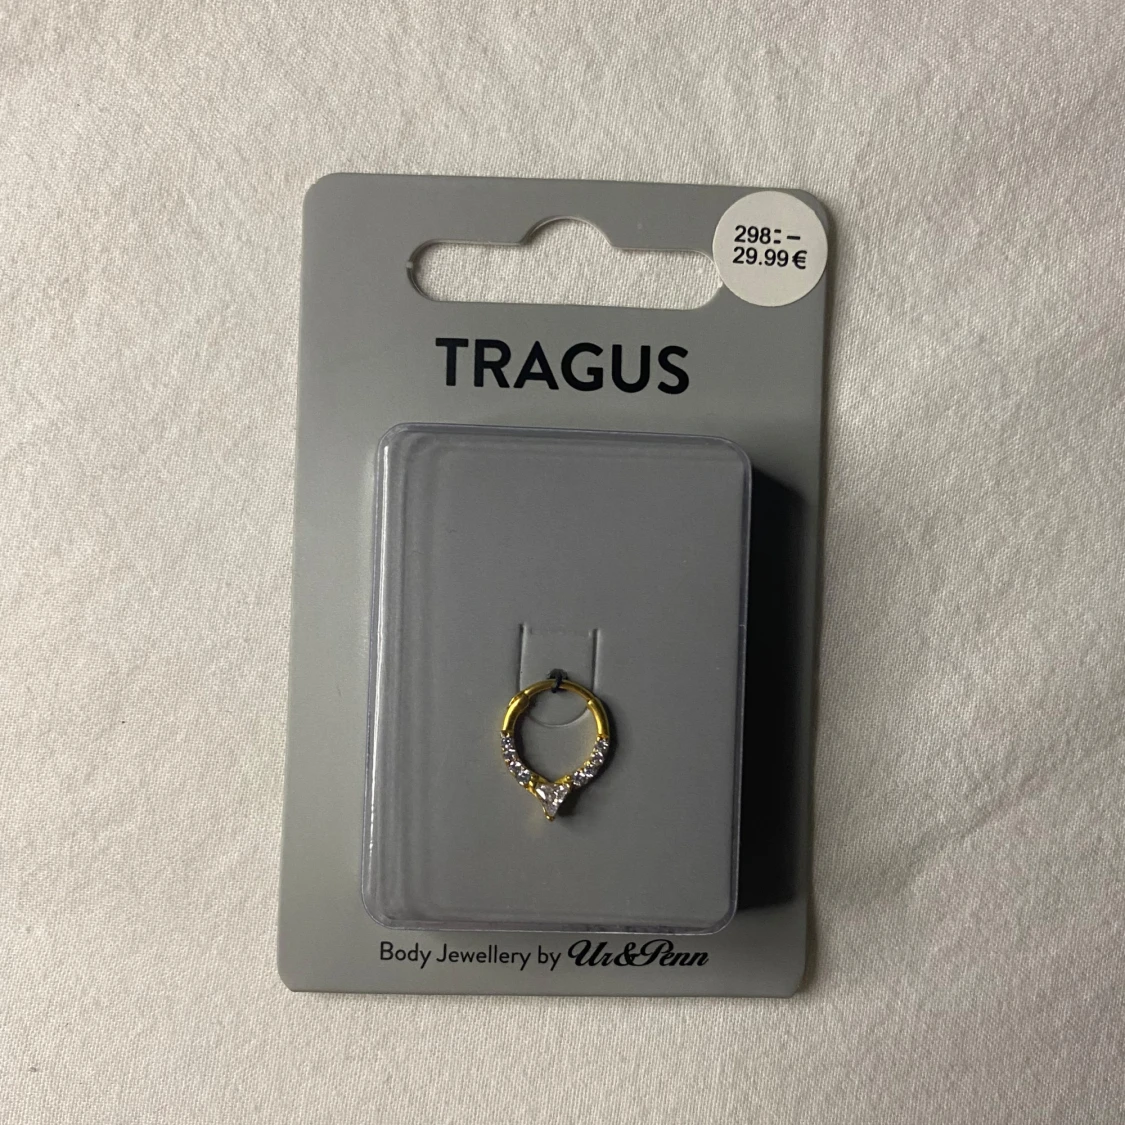 298:-
29.99€
TRAGUS
Body Jewellery by Ur&Penn